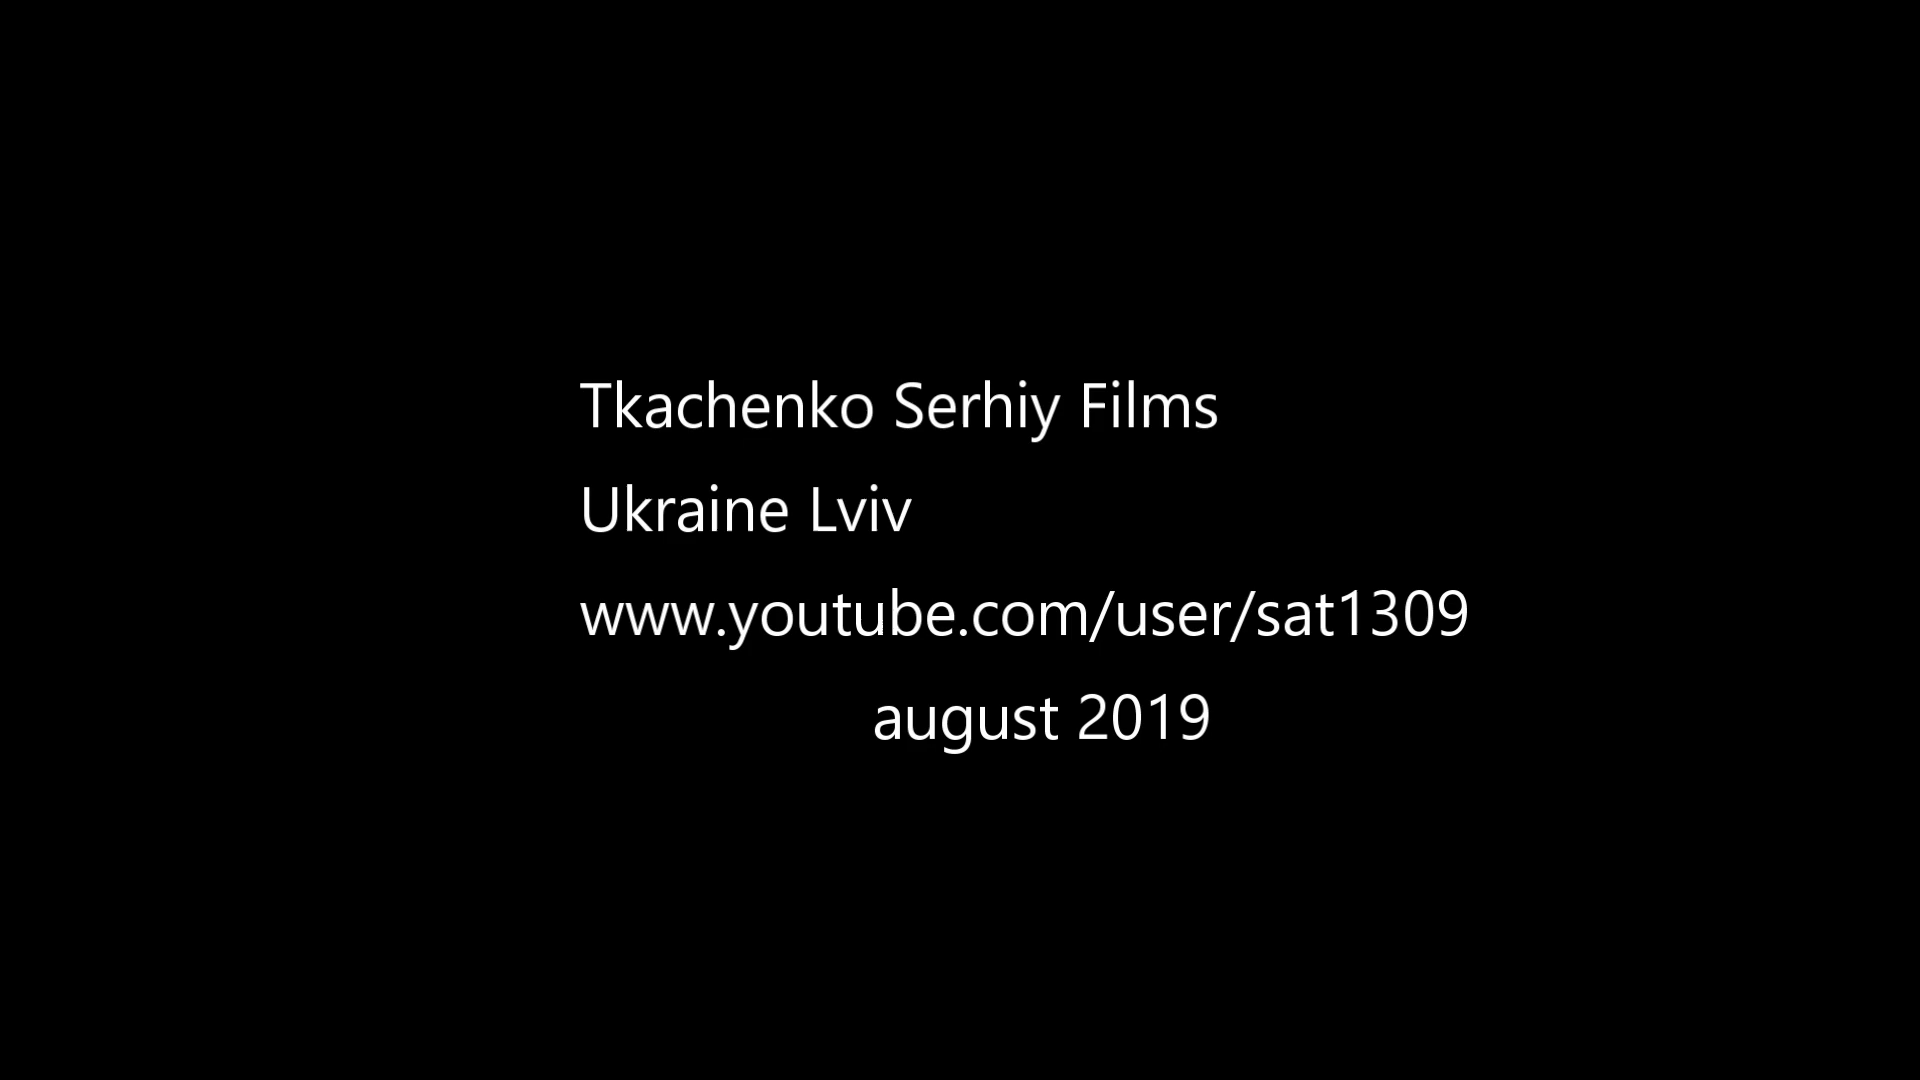 Tkachenko Serhiy Films
Ukraine Lviv
www.youtube.com/user/sat1309
august 2019